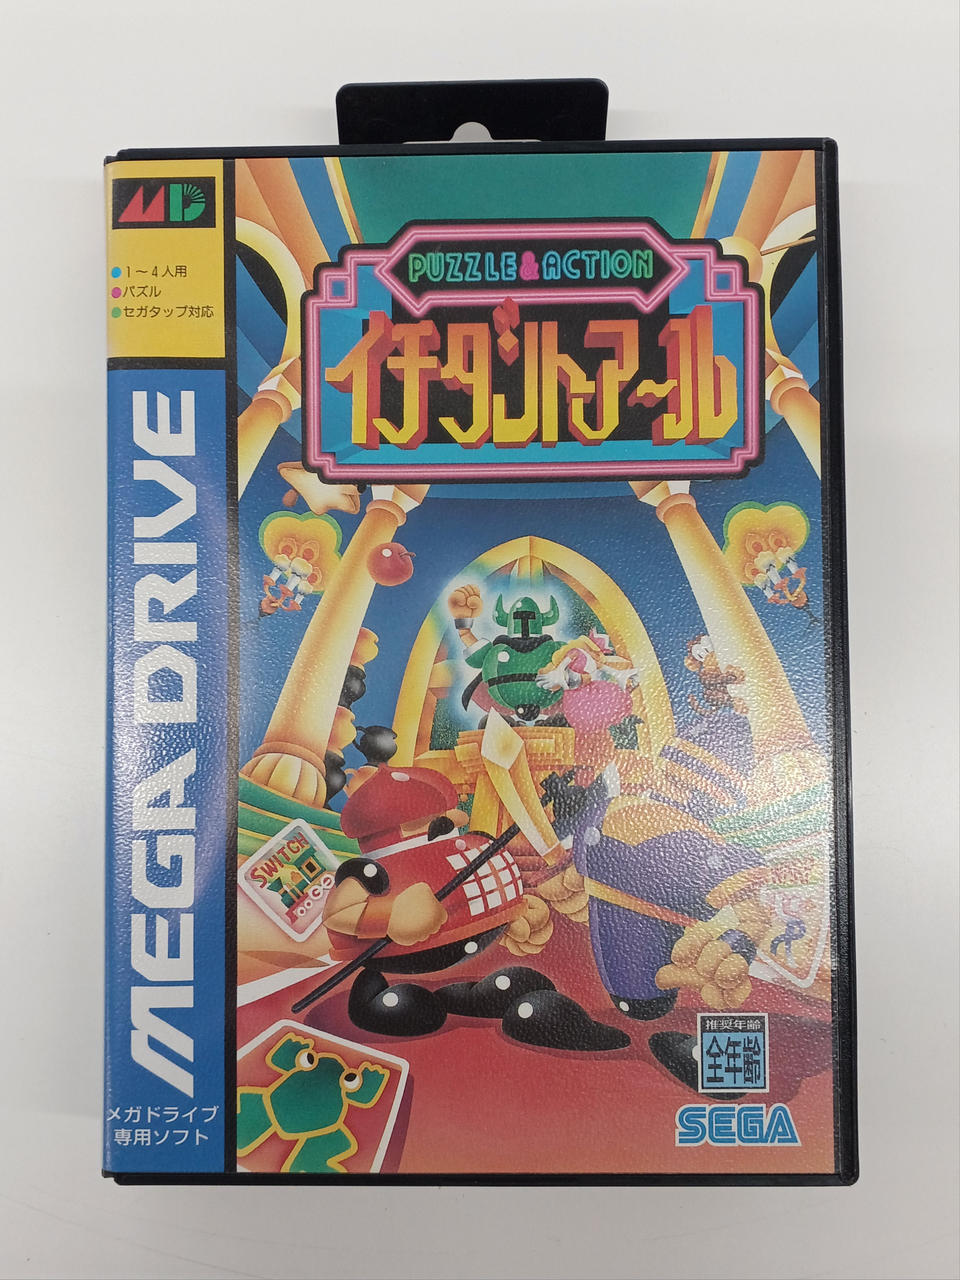 MD
● 1～4人用
● パズル
● セガタップ対応
MEGA DRIVE
メガドライブ
専用ソフト
PUZZLE & ACTION
イチダントアール
SWITCH
推奨年齢
全年齢
SEGA